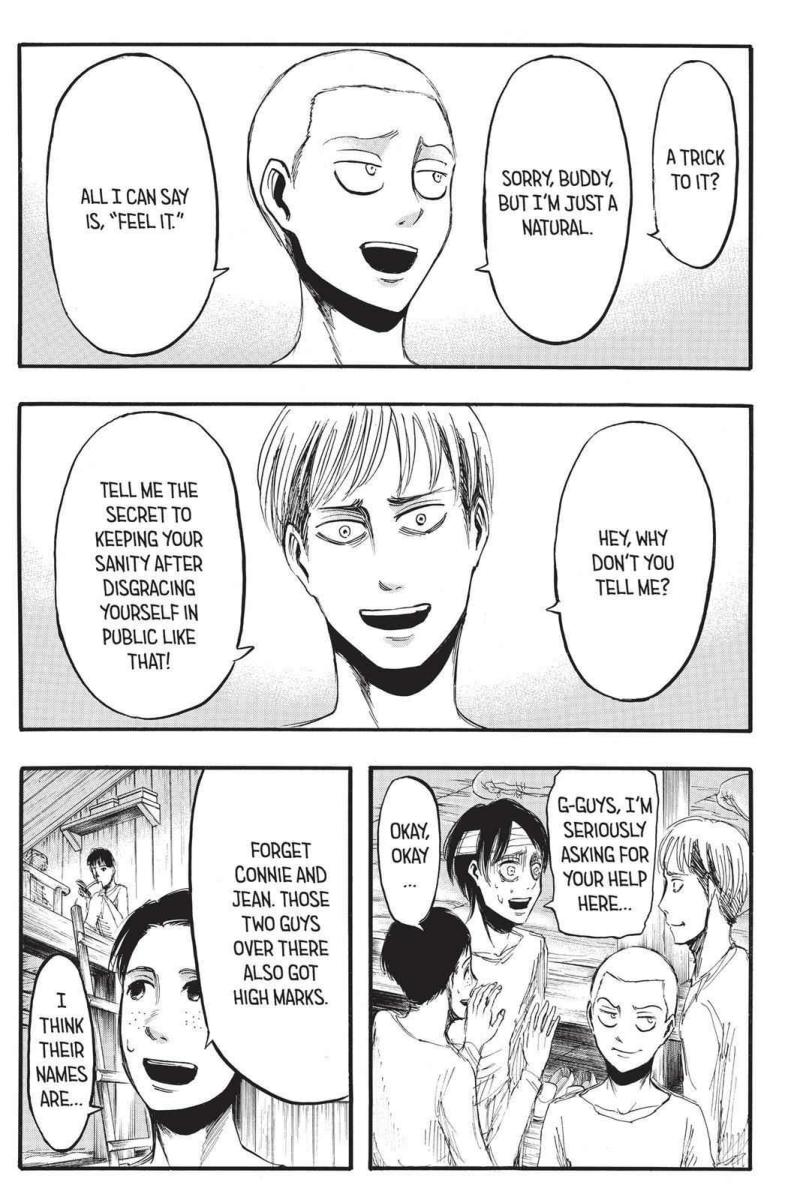 A TRICK
TO IT?
SORRY, BUDDY,
BUT I'M JUST A
NATURAL.
ALL I CAN SAY
IS, "FEEL IT."
HEY, WHY
DON'T YOU
TELL ME?
TELL ME THE
SECRET TO
KEEPING YOUR
SANITY AFTER
DISGRACING
YOURSELF IN
PUBLIC LIKE
THAT!
G-GUYS, I'M
SERIOUSLY
ASKING FOR
YOUR HELP
HERE...
OKAY,
OKAY
...
FORGET
CONNIE AND
JEAN. THOSE
TWO GUYS
OVER THERE
ALSO GOT
HIGH MARKS.
I
THINK
THEIR
NAMES
ARE...